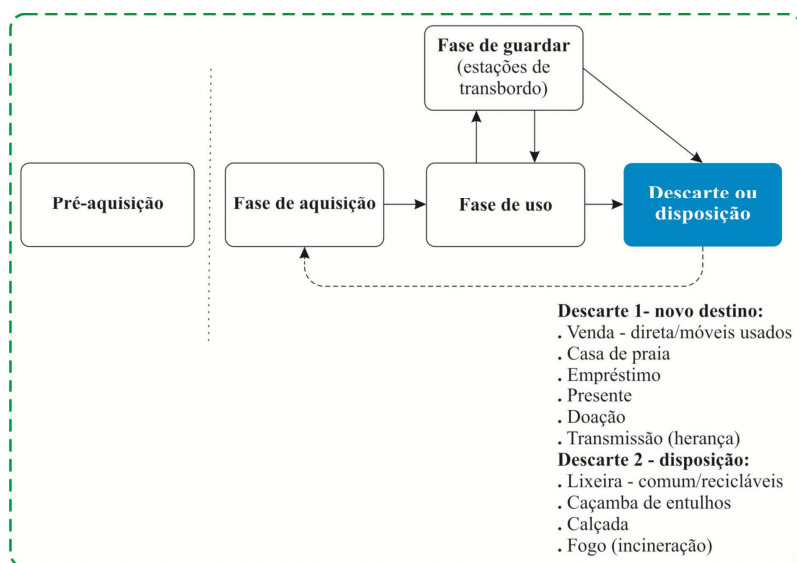 Fase de guardar
(estações de
transbordo)
Pré-aquisição
Fase de aquisição
Fase de uso
Descarte ou
disposição
Descarte 1- novo destino:
. Venda - direta/móveis usados
. Casa de praia
. Empréstimo
. Presente
. Doação
. Transmissão (herança)
Descarte 2 - disposição:
. Lixeira - comum/recicláveis
. Caçamba de entulhos
. Calçada
. Fogo (incineração)